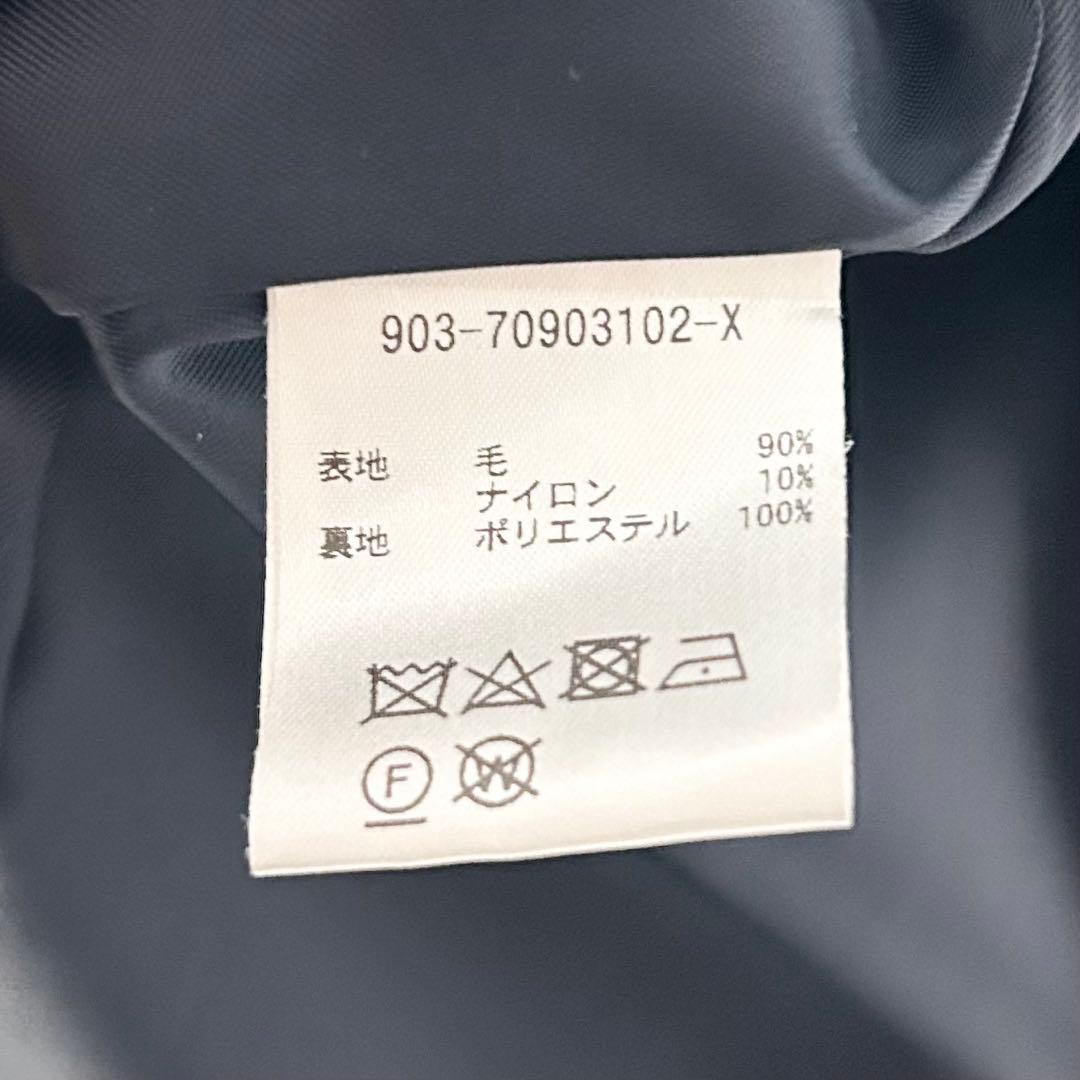 903-70903102-X
表地 毛 90%
ナイロン 10%
裏地 ポリエステル 100%
F W